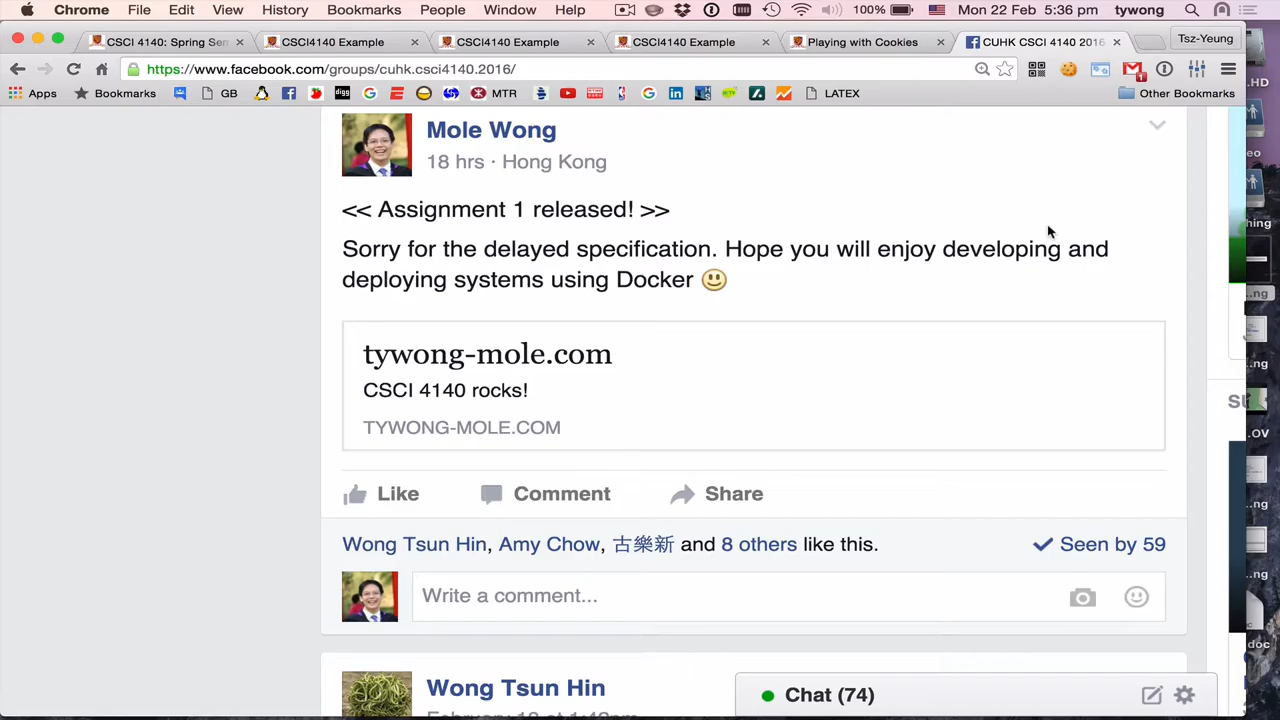 Chrome File Edit View History Bookmarks People Window Help 100% Mon 22 Feb 5:36 pm tywong
CSCI 4140: Spring Sem CSCI4140 Example CSCI4140 Example CSCI4140 Example Playing with Cookies CUHK CSCI 4140 2016 Tsz-Yeung
https://www.facebook.com/groups/cuhk.csci4140.2016/
Apps Bookmarks GB digg MTR LATEX Other Bookmarks
Mole Wong
18 hrs · Hong Kong
<< Assignment 1 released! >>
Sorry for the delayed specification. Hope you will enjoy developing and
deploying systems using Docker
tywong-mole.com
CSCI 4140 rocks!
TYWONG-MOLE.COM
Like Comment Share
Wong Tsun Hin, Amy Chow, 古樂新 and 8 others like this. Seen by 59
Write a comment...
Wong Tsun Hin
Chat (74)